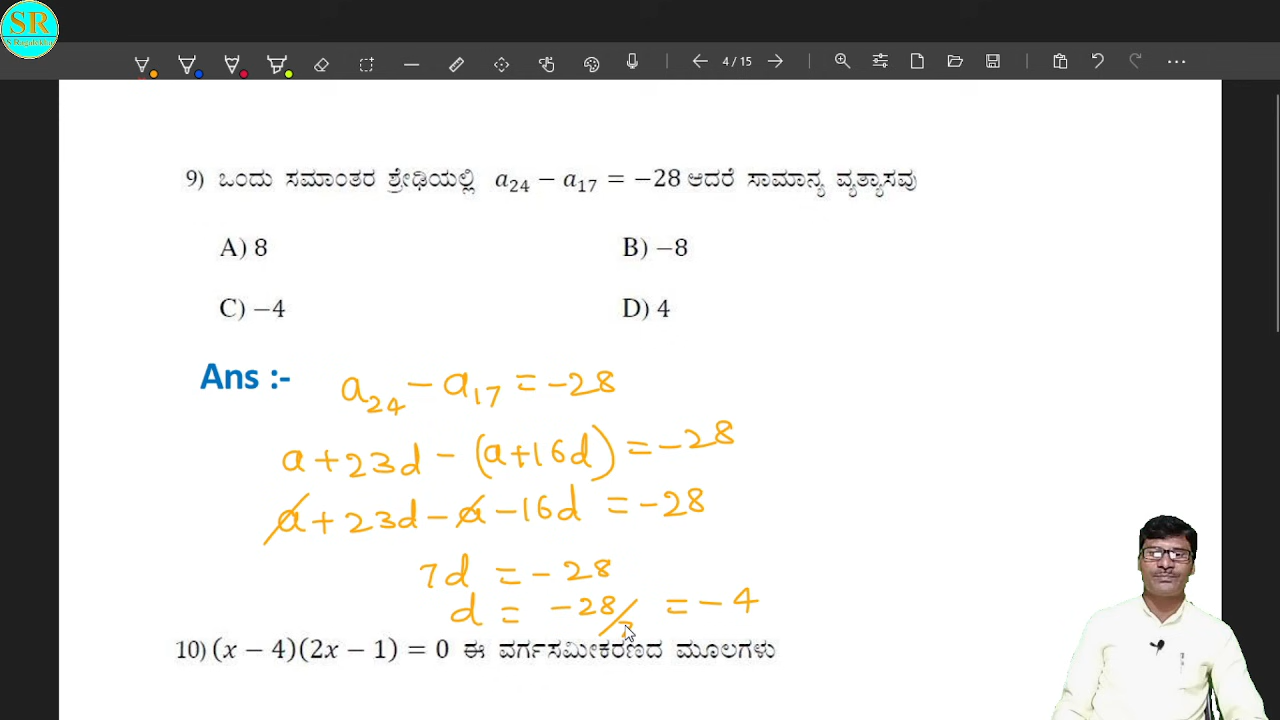 SR
4 / 15
9) ಒಂದು ಸಮಾಂತರ ಶ್ರೇಢಿಯಲ್ಲಿ a₂₄ − a₁₇ = −28 ಆದರೆ ಸಾಮಾನ್ಯ ವ್ಯತ್ಯಾಸವು
A) 8 B) −8
C) −4 D) 4
Ans :- a₂₄ − a₁₇ = −28
a + 23d − (a + 16d) = −28
a + 23d − a − 16d = −28
7d = −28
d = −28/7 = −4
10) (x − 4)(2x − 1) = 0 ಈ ವರ್ಗಸಮೀಕರಣದ ಮೂಲಗಳು